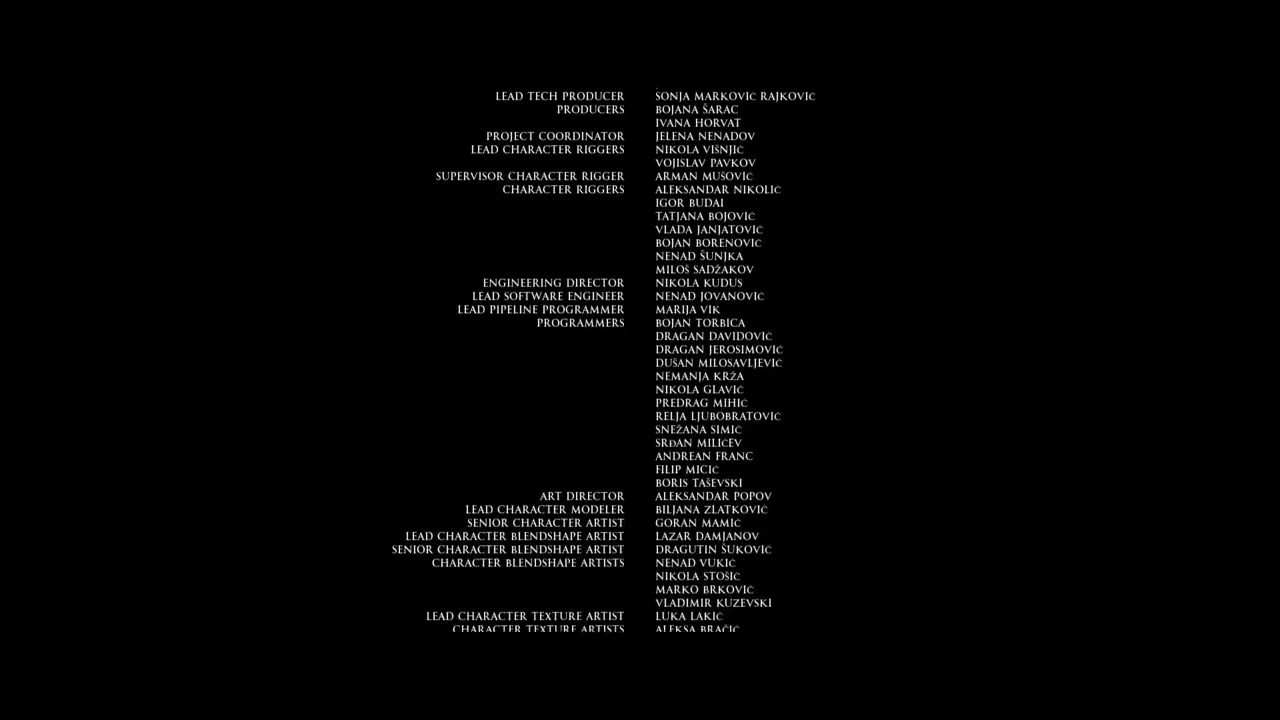 LEAD TECH PRODUCER SONJA MARKOVIĆ RAJKOVIĆ
PRODUCERS BOJANA ŠARAC
IVANA HORVAT
PROJECT COORDINATOR JELENA NENADOV
LEAD CHARACTER RIGGERS NIKOLA VIŠNJIĆ
VOJISLAV PAVKOV
SUPERVISOR CHARACTER RIGGER ARMAN MUŠOVIĆ
CHARACTER RIGGERS ALEKSANDAR NIKOLIĆ
IGOR BUDAI
TATJANA BOJOVIĆ
VLADA JANJATOVIĆ
BOJAN BORENOVIĆ
NENAD ŠUNJKA
MILOŠ SADŽAKOV
ENGINEERING DIRECTOR NIKOLA KUDUS
LEAD SOFTWARE ENGINEER NENAD JOVANOVIĆ
LEAD PIPELINE PROGRAMMER MARIJA VIK
PROGRAMMERS BOJAN TORBICA
DRAGAN DAVIDOVIĆ
DRAGAN JEROSIMOVIĆ
DUŠAN MILOSAVLJEVIĆ
NEMANJA KRŽA
NIKOLA GLAVIĆ
PREDRAG MIHIĆ
RELJA LJUBOBRATOVIĆ
SNEŽANA SIMIĆ
SRĐAN MILIĆEV
ANDREAN FRANC
FILIP MICIĆ
BORIS TAŠEVSKI
ART DIRECTOR ALEKSANDAR POPOV
LEAD CHARACTER MODELER BILJANA ZLATKOVIĆ
SENIOR CHARACTER ARTIST GORAN MAMIĆ
LEAD CHARACTER BLENDSHAPE ARTIST LAZAR DAMJANOV
SENIOR CHARACTER BLENDSHAPE ARTIST DRAGUTIN ŠUKOVIĆ
CHARACTER BLENDSHAPE ARTISTS NENAD VUKIĆ
NIKOLA STOŠIĆ
MARKO BRKOVIĆ
VLADIMIR KUZEVSKI
LEAD CHARACTER TEXTURE ARTIST LUKA LAKIĆ
CHARACTER TEXTURE ARTISTS ALEKSA BRAČIĆ